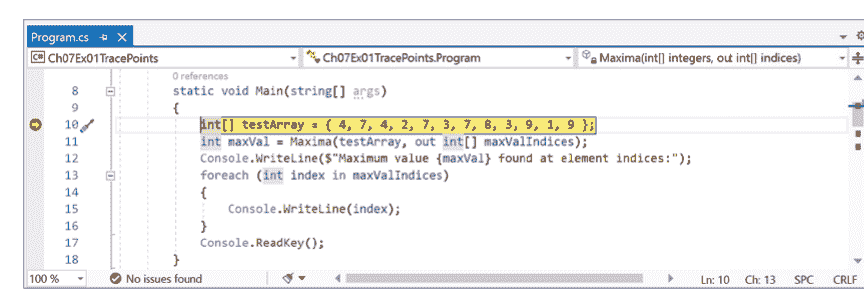 Program.cs
Ch07Ex01TracePoints Ch07Ex01TracePoints.Program Maxima(int[] integers, out int[] indices)
0 references
8 static void Main(string[] args)
9 {
10 int[] testArray = { 4, 7, 4, 2, 7, 3, 7, 8, 3, 9, 1, 9 };
11 int maxVal = Maxima(testArray, out int[] maxValIndices);
12 Console.WriteLine($"Maximum value {maxVal} found at element indices:");
13 foreach (int index in maxValIndices)
14 {
15 Console.WriteLine(index);
16 }
17 Console.ReadKey();
18 }
100 % No issues found Ln: 10 Ch: 13 SPC CRLF